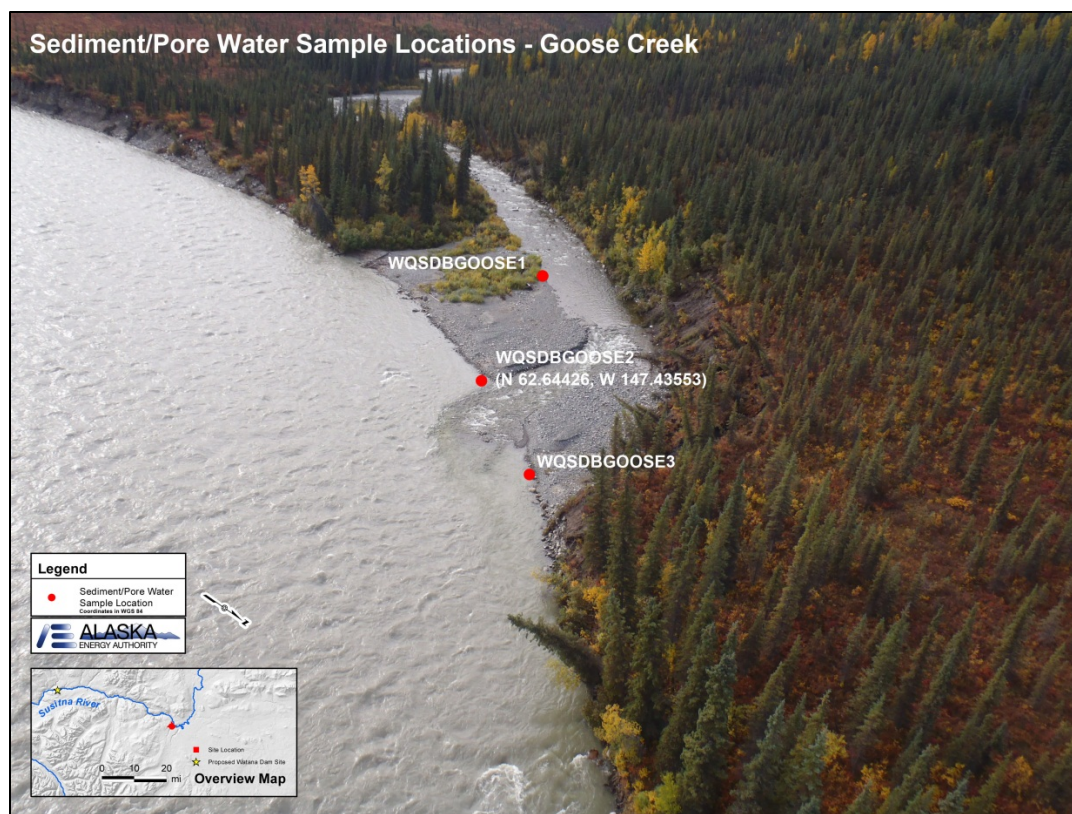 Sediment/Pore Water Sample Locations - Goose Creek
WQSDBGOOSE1
WQSDBGOOSE2
(N 62.64426, W 147.43553)
WQSDBGOOSE3
Legend
Sediment/Pore Water
Sample Location
Coordinates in WGS 84
ALASKA
ENERGY AUTHORITY
Susitna River
Site Location
Proposed Watana Dam Site
0 10 20
mi
Overview Map